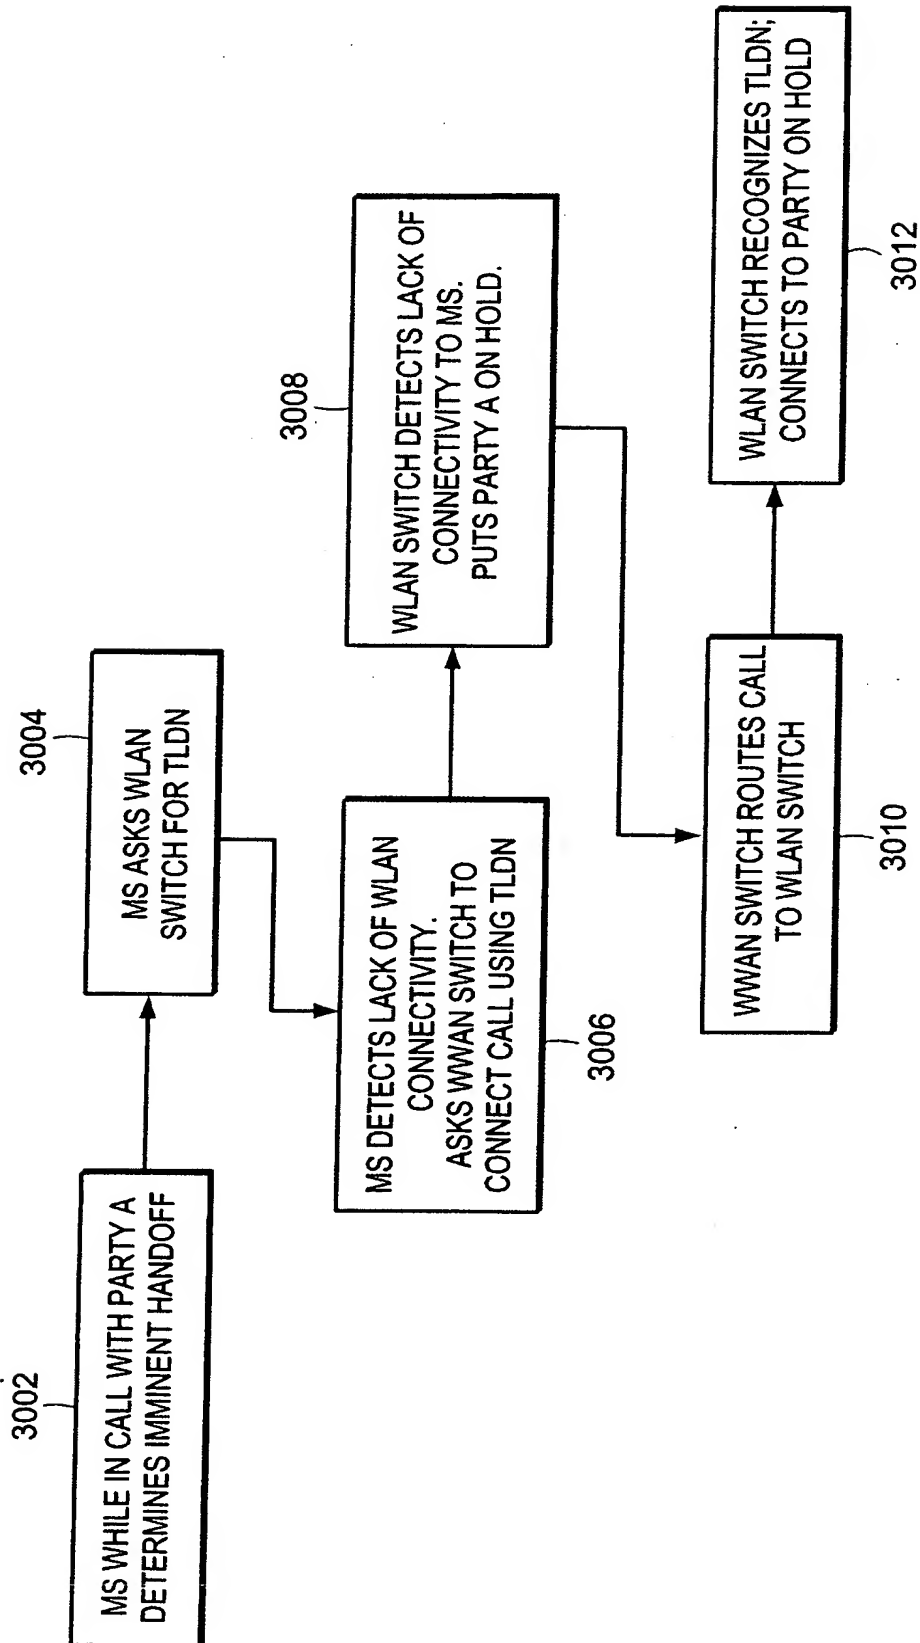 3002
MS WHILE IN CALL WITH PARTY A
DETERMINES IMMINENT HANDOFF
3004
MS ASKS WLAN
SWITCH FOR TLDN
MS DETECTS LACK OF WLAN
CONNECTIVITY.
ASKS WWAN SWITCH TO
CONNECT CALL USING TLDN
3006
3008
WLAN SWITCH DETECTS LACK OF
CONNECTIVITY TO MS.
PUTS PARTY A ON HOLD.
WWAN SWITCH ROUTES CALL
TO WLAN SWITCH
3010
WLAN SWITCH RECOGNIZES TLDN;
CONNECTS TO PARTY ON HOLD
3012